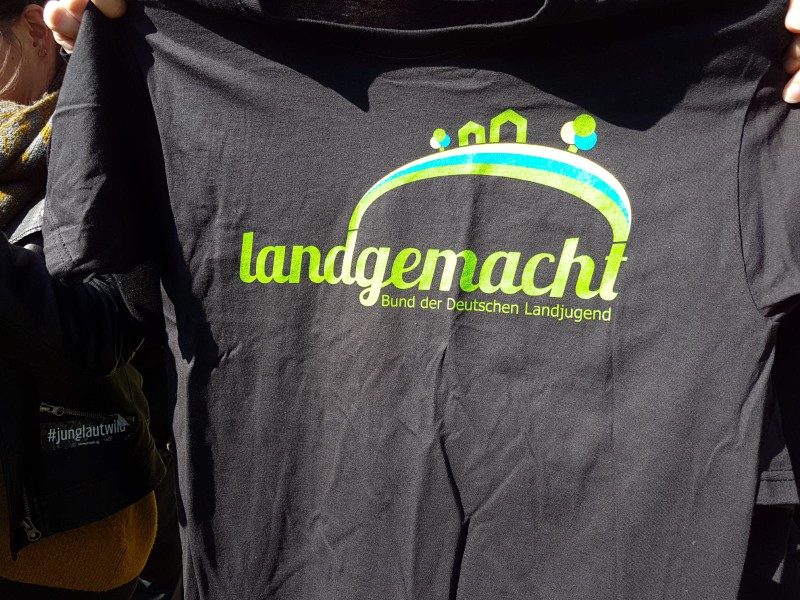 landgemacht
Bund der Deutschen Landjugend
#junglautwild